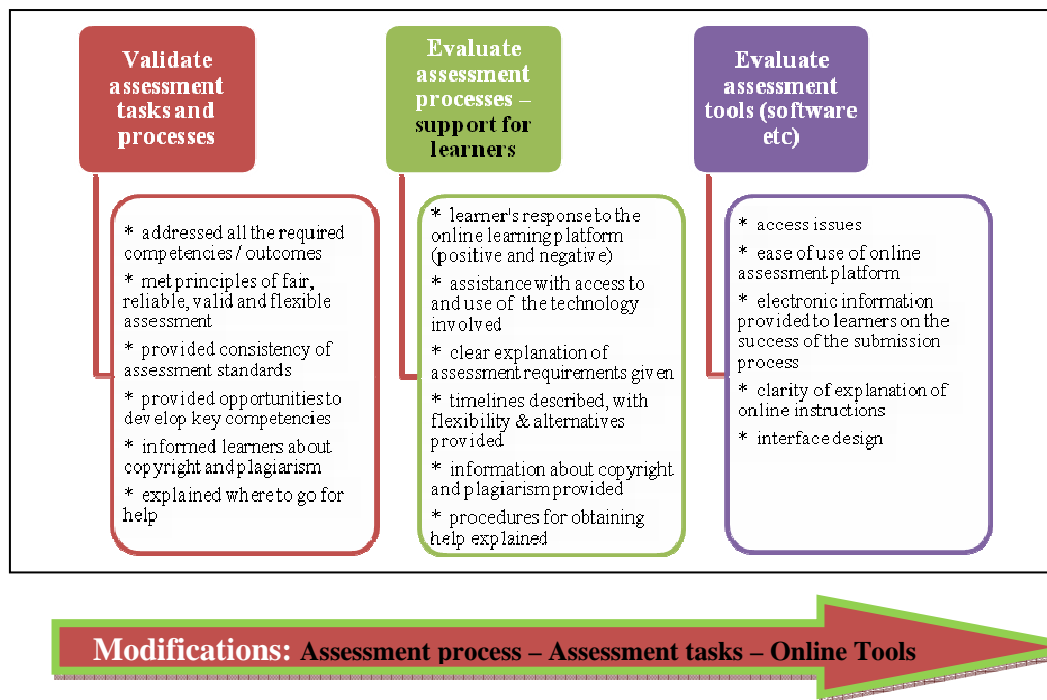 Validate
assessment
tasks and
processes
* addressed all the required
competencies / outcomes
* met principles of fair,
reliable, valid and flexible
assessment
* provided consistency of
assessment standards
* provided opportunities to
develop key competencies
* informed learners about
copyright and plagiarism
* explained where to go for
help
Evaluate
assessment
processes –
support for
learners
* learner's response to the
online learning platform
(positive and negative)
* assistance with access to
and use of the technology
involved
* clear explanation of
assessment requirements given
* timelines described, with
flexibility & alternatives
provided
* information about copyright
and plagiarism provided
* procedures for obtaining
help explained
Evaluate
assessment
tools (software
etc)
* access issues
* ease of use of online
assessment platform
* electronic information
provided to learners on the
success of the submission
process
* clarity of explanation of
online instructions
* interface design
Modifications: Assessment process – Assessment tasks – Online Tools